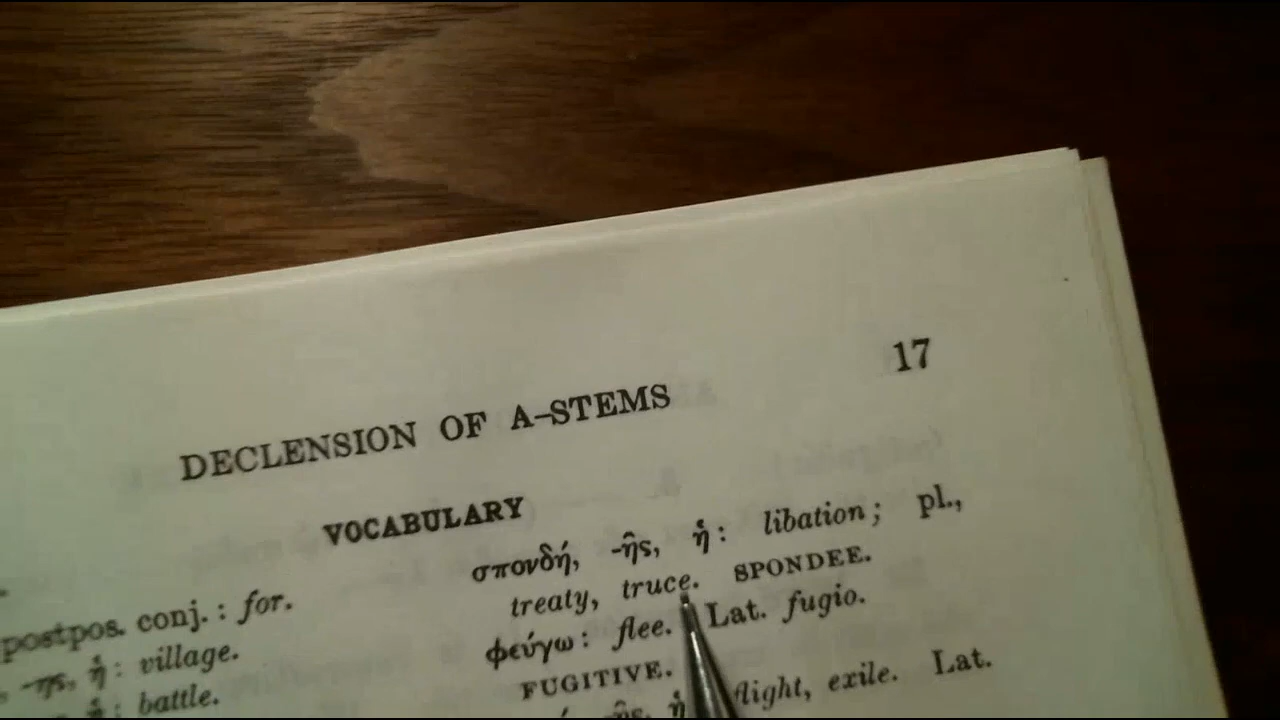 17
DECLENSION OF A-STEMS
VOCABULARY
postpos. conj. : for.
-ης, ἡ : village.
ἡ : battle.
σπονδή, -ῆς, ἡ : libation ; pl.,
treaty, truce. SPONDEE.
φεύγω : flee. Lat. fugio.
FUGITIVE.
-ῆς, ἡ flight, exile. Lat.